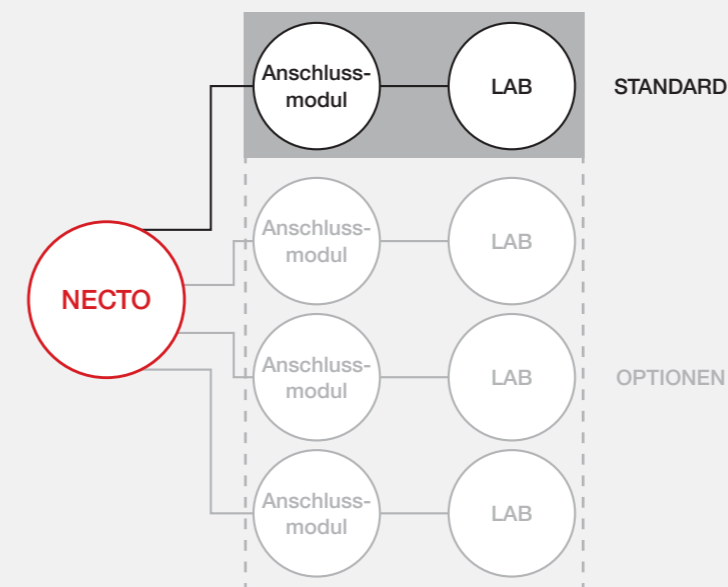 Anschluss-
modul
LAB
STANDARD
Anschluss-
modul
LAB
NECTO
Anschluss-
modul
LAB
OPTIONEN
Anschluss-
modul
LAB